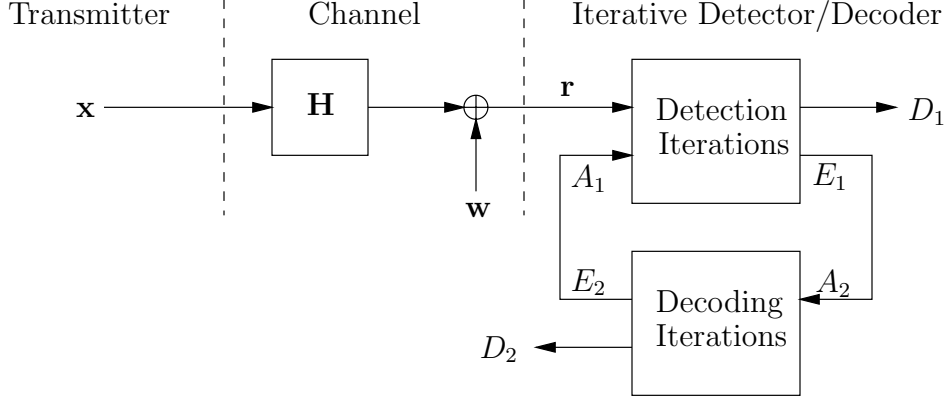 Transmitter
Channel
Iterative Detector/Decoder
x
H
r
w
Detection
Iterations
D₁
A₁
E₁
E₂
A₂
Decoding
Iterations
D₂